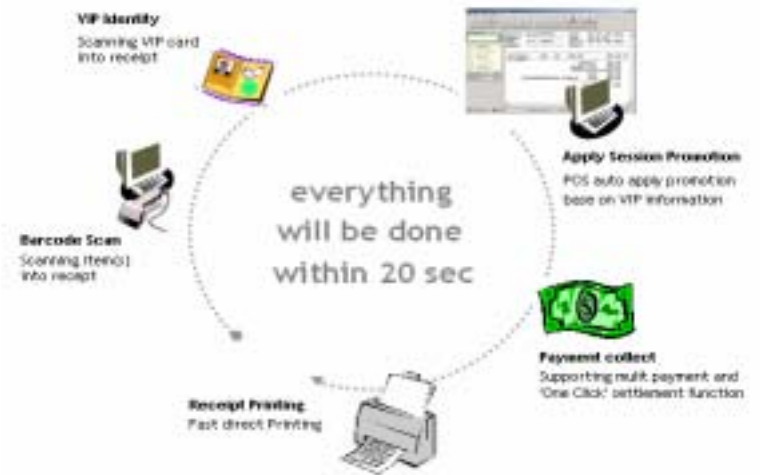 VIP Identity
Scanning VIP card
into receipt
Apply Session Promotion
POS auto apply promotion
base on VIP information
everything
will be done
within 20 sec
Barcode Scan
Scanning Item(s)
into receipt
Payment collect
Supporting mulit payment and
'One Click' settlement function
Receipt Printing
Fast direct Printing